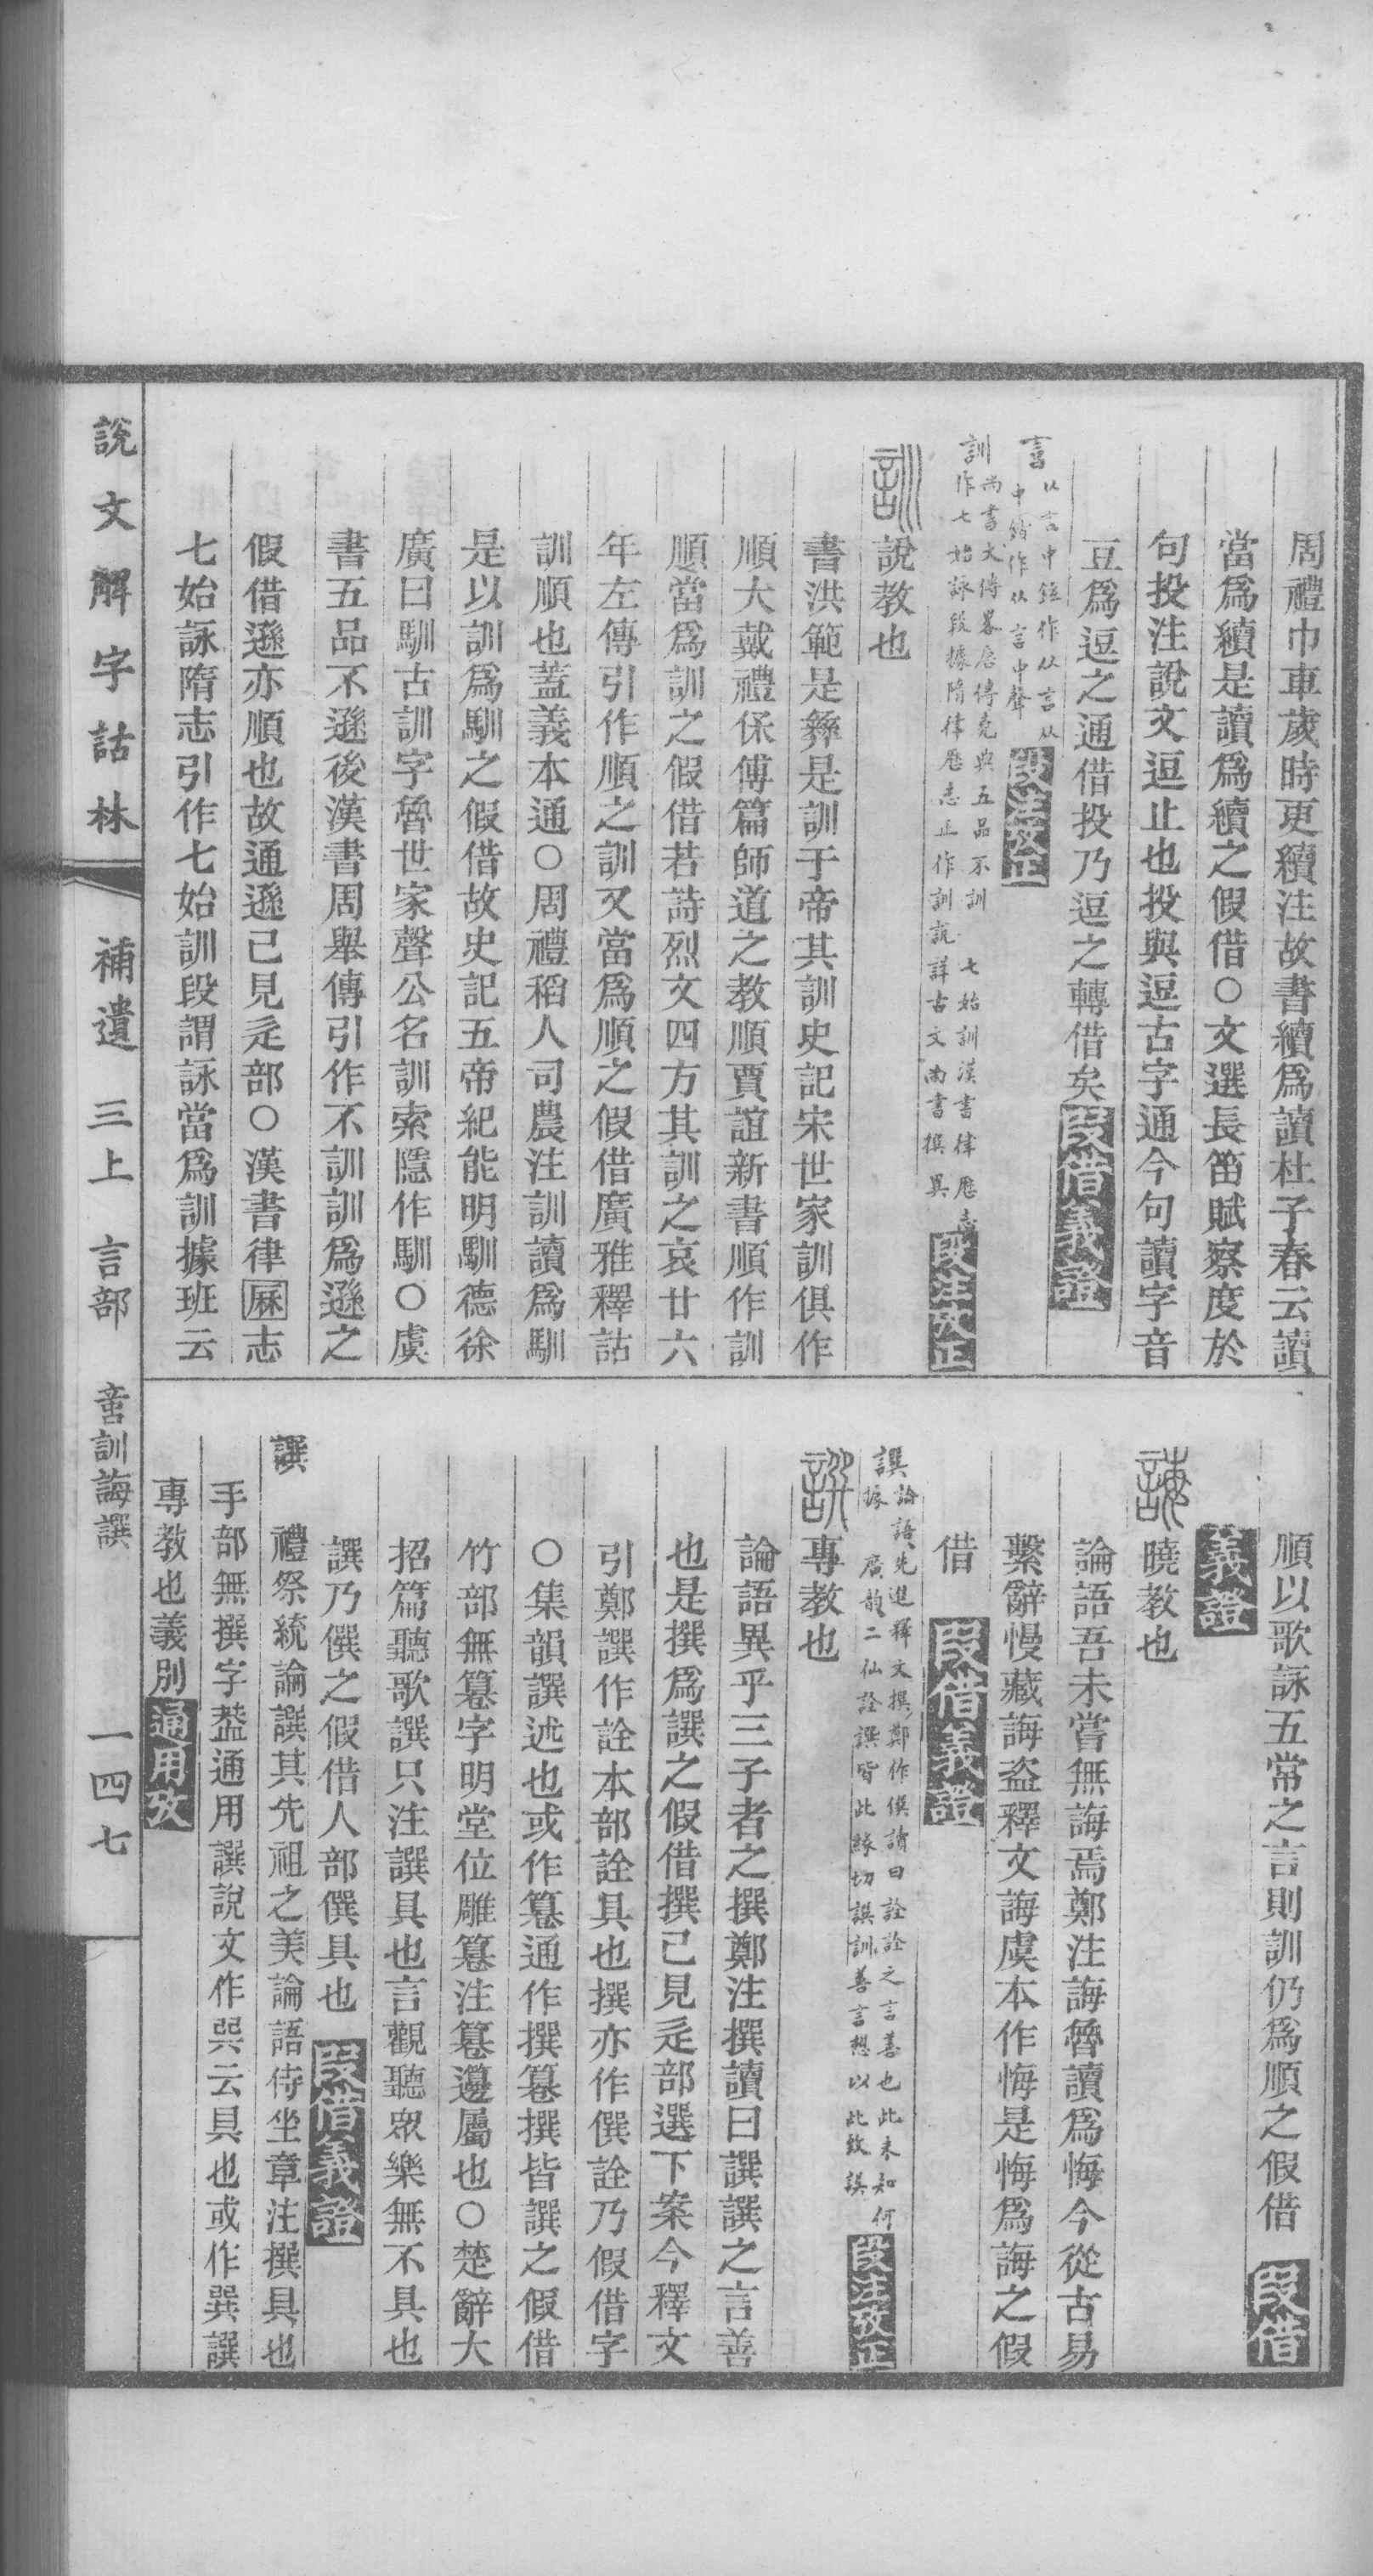 周禮巾車歲時更續注故書續爲讀杜子春云讀
當爲續是讀爲續之假借○文選長笛賦察度於
句投注說文逗止也投與逗古字通今句讀字音
豆爲逗之通借投乃逗之轉借矣叚借義證
𠶷以言中鉉作从言从
中鍇作从言中聲段注攷正
訓尚書大傳畧唐傳堯典五品不訓 七始訓漢書律厯志
作七始詠段據隋律厯志正作訓說詳古文尚書撰異 段注攷正
訓說教也
書洪範是彝是訓于帝其訓史記宋世家訓俱作
順大戴禮保傅篇師道之教順賈誼新書順作訓
順當爲訓之假借若詩烈文四方其訓之哀廿六
年左傳引作順之訓又當爲順之假借廣雅釋詁
訓順也蓋義本通○周禮稻人司農注訓讀爲馴
是以訓爲馴之假借故史記五帝紀能明馴德徐
廣曰馴古訓字魯世家聲公名訓索隱作馴○虞
書五品不遜後漢書周舉傳引作不訓訓爲遜之
假借遜亦順也故通遜已見辵部○漢書律厤志
七始詠隋志引作七始訓段謂詠當爲訓據班云
順以歌詠五常之言則訓仍爲順之假借 叚借
義證
誨曉教也
論語吾未嘗無誨焉鄭注誨魯讀爲悔今從古易
繫辭慢藏誨盜釋文誨虞本作悔是悔爲誨之假
借 叚借義證
譔論語先進釋文撰鄭作僎讀曰詮詮之言善也此未知何
據 廣韵二仙詮譔皆此緣切譔訓善言想以此致誤 段注攷正
譔專教也
論語異乎三子者之撰鄭注撰讀曰譔譔之言善
也是撰爲譔之假借撰已見辵部選下案今釋文
引鄭譔作詮本部詮具也撰亦作僎詮乃假借字
○集韻譔述也或作篹通作撰篹撰皆譔之假借
竹部無篹字明堂位雕篹注篹籩屬也○楚辭大
招篇聽歌譔只注譔具也言觀聽眾樂無不具也
譔乃僎之假借人部僎具也 叚借義證
譔 禮祭統論譔其先祖之美論語侍坐章注撰具也
手部無撰字葢通用譔說文作㢲云具也或作巽譔
專教也義別通用攷
說文解字詁林 補遺 三上 言部 𠶷訓誨譔 一四七